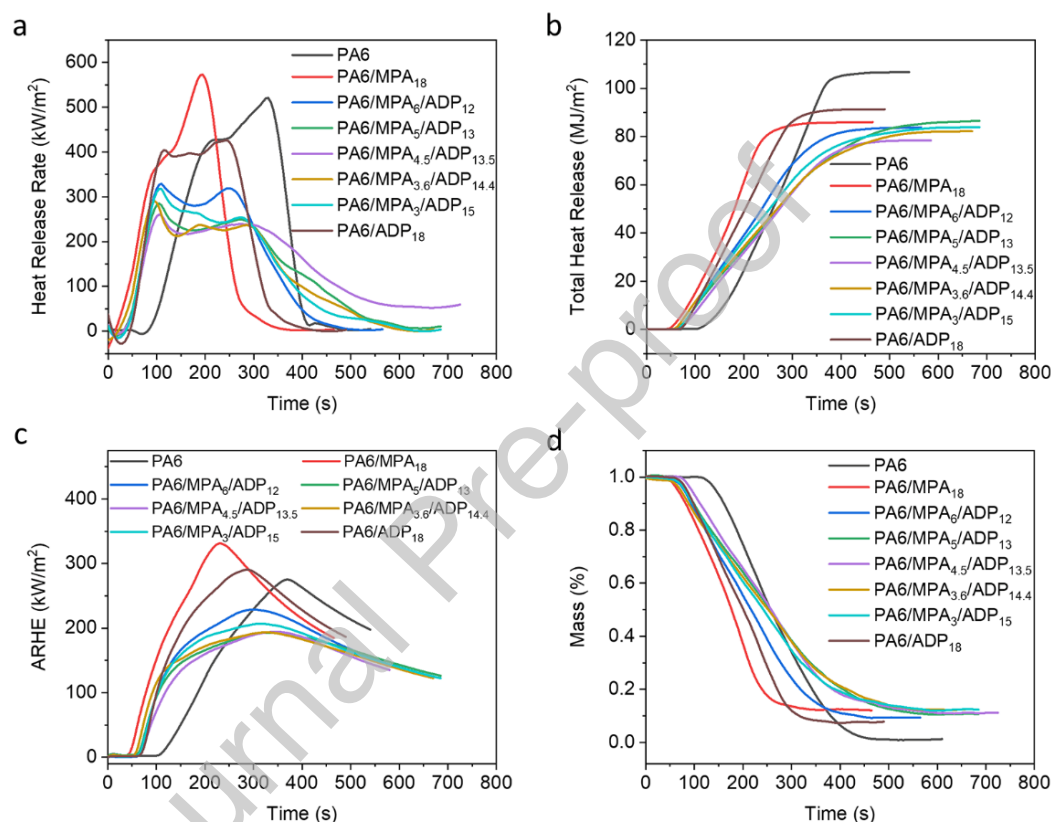 a
Heat Release Rate (kW/m²)
600
500
400
300
200
100
0
0 100 200 300 400 500 600 700 800
Time (s)
PA6
PA6/MPA₁₈
PA6/MPA₆/ADP₁₂
PA6/MPA₅/ADP₁₃
PA6/MPA₄.₅/ADP₁₃.₅
PA6/MPA₃.₆/ADP₁₄.₄
PA6/MPA₃/ADP₁₅
PA6/ADP₁₈
b
Total Heat Release (MJ/m²)
120
100
80
60
40
20
0
0 100 200 300 400 500 600 700 800
Time (s)
PA6
PA6/MPA₁₈
PA6/MPA₆/ADP₁₂
PA6/MPA₅/ADP₁₃
PA6/MPA₄.₅/ADP₁₃.₅
PA6/MPA₃.₆/ADP₁₄.₄
PA6/MPA₃/ADP₁₅
PA6/ADP₁₈
c
ARHE (kW/m²)
400
300
200
100
0
0 100 200 300 400 500 600 700 800
Time (s)
PA6 PA6/MPA₁₈
PA6/MPA₆/ADP₁₂ PA6/MPA₅/ADP₁₃
PA6/MPA₄.₅/ADP₁₃.₅ PA6/MPA₃.₆/ADP₁₄.₄
PA6/MPA₃/ADP₁₅ PA6/ADP₁₈
d
Mass (%)
1.0
0.8
0.6
0.4
0.2
0.0
0 100 200 300 400 500 600 700 800
Time (s)
PA6
PA6/MPA₁₈
PA6/MPA₆/ADP₁₂
PA6/MPA₅/ADP₁₃
PA6/MPA₄.₅/ADP₁₃.₅
PA6/MPA₃.₆/ADP₁₄.₄
PA6/MPA₃/ADP₁₅
PA6/ADP₁₈
urnal Pre-proof